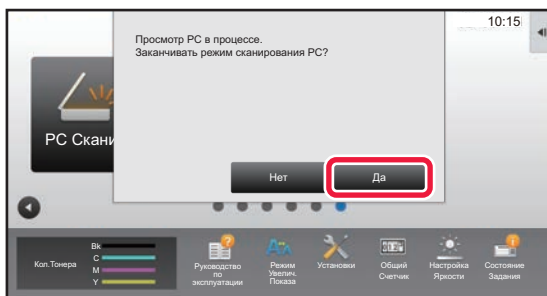 10:15
Просмотр PC в процессе.
Заканчивать режим сканирования PC?
PC Скани
Нет
Да
Кол.Тонера
Bk
C
M
Y
Руководство
по
эксплуатации
Режим
Увелич.
Показа
Установки
Общий
Счетчик
Настройка
Яркости
Состояние
Задания